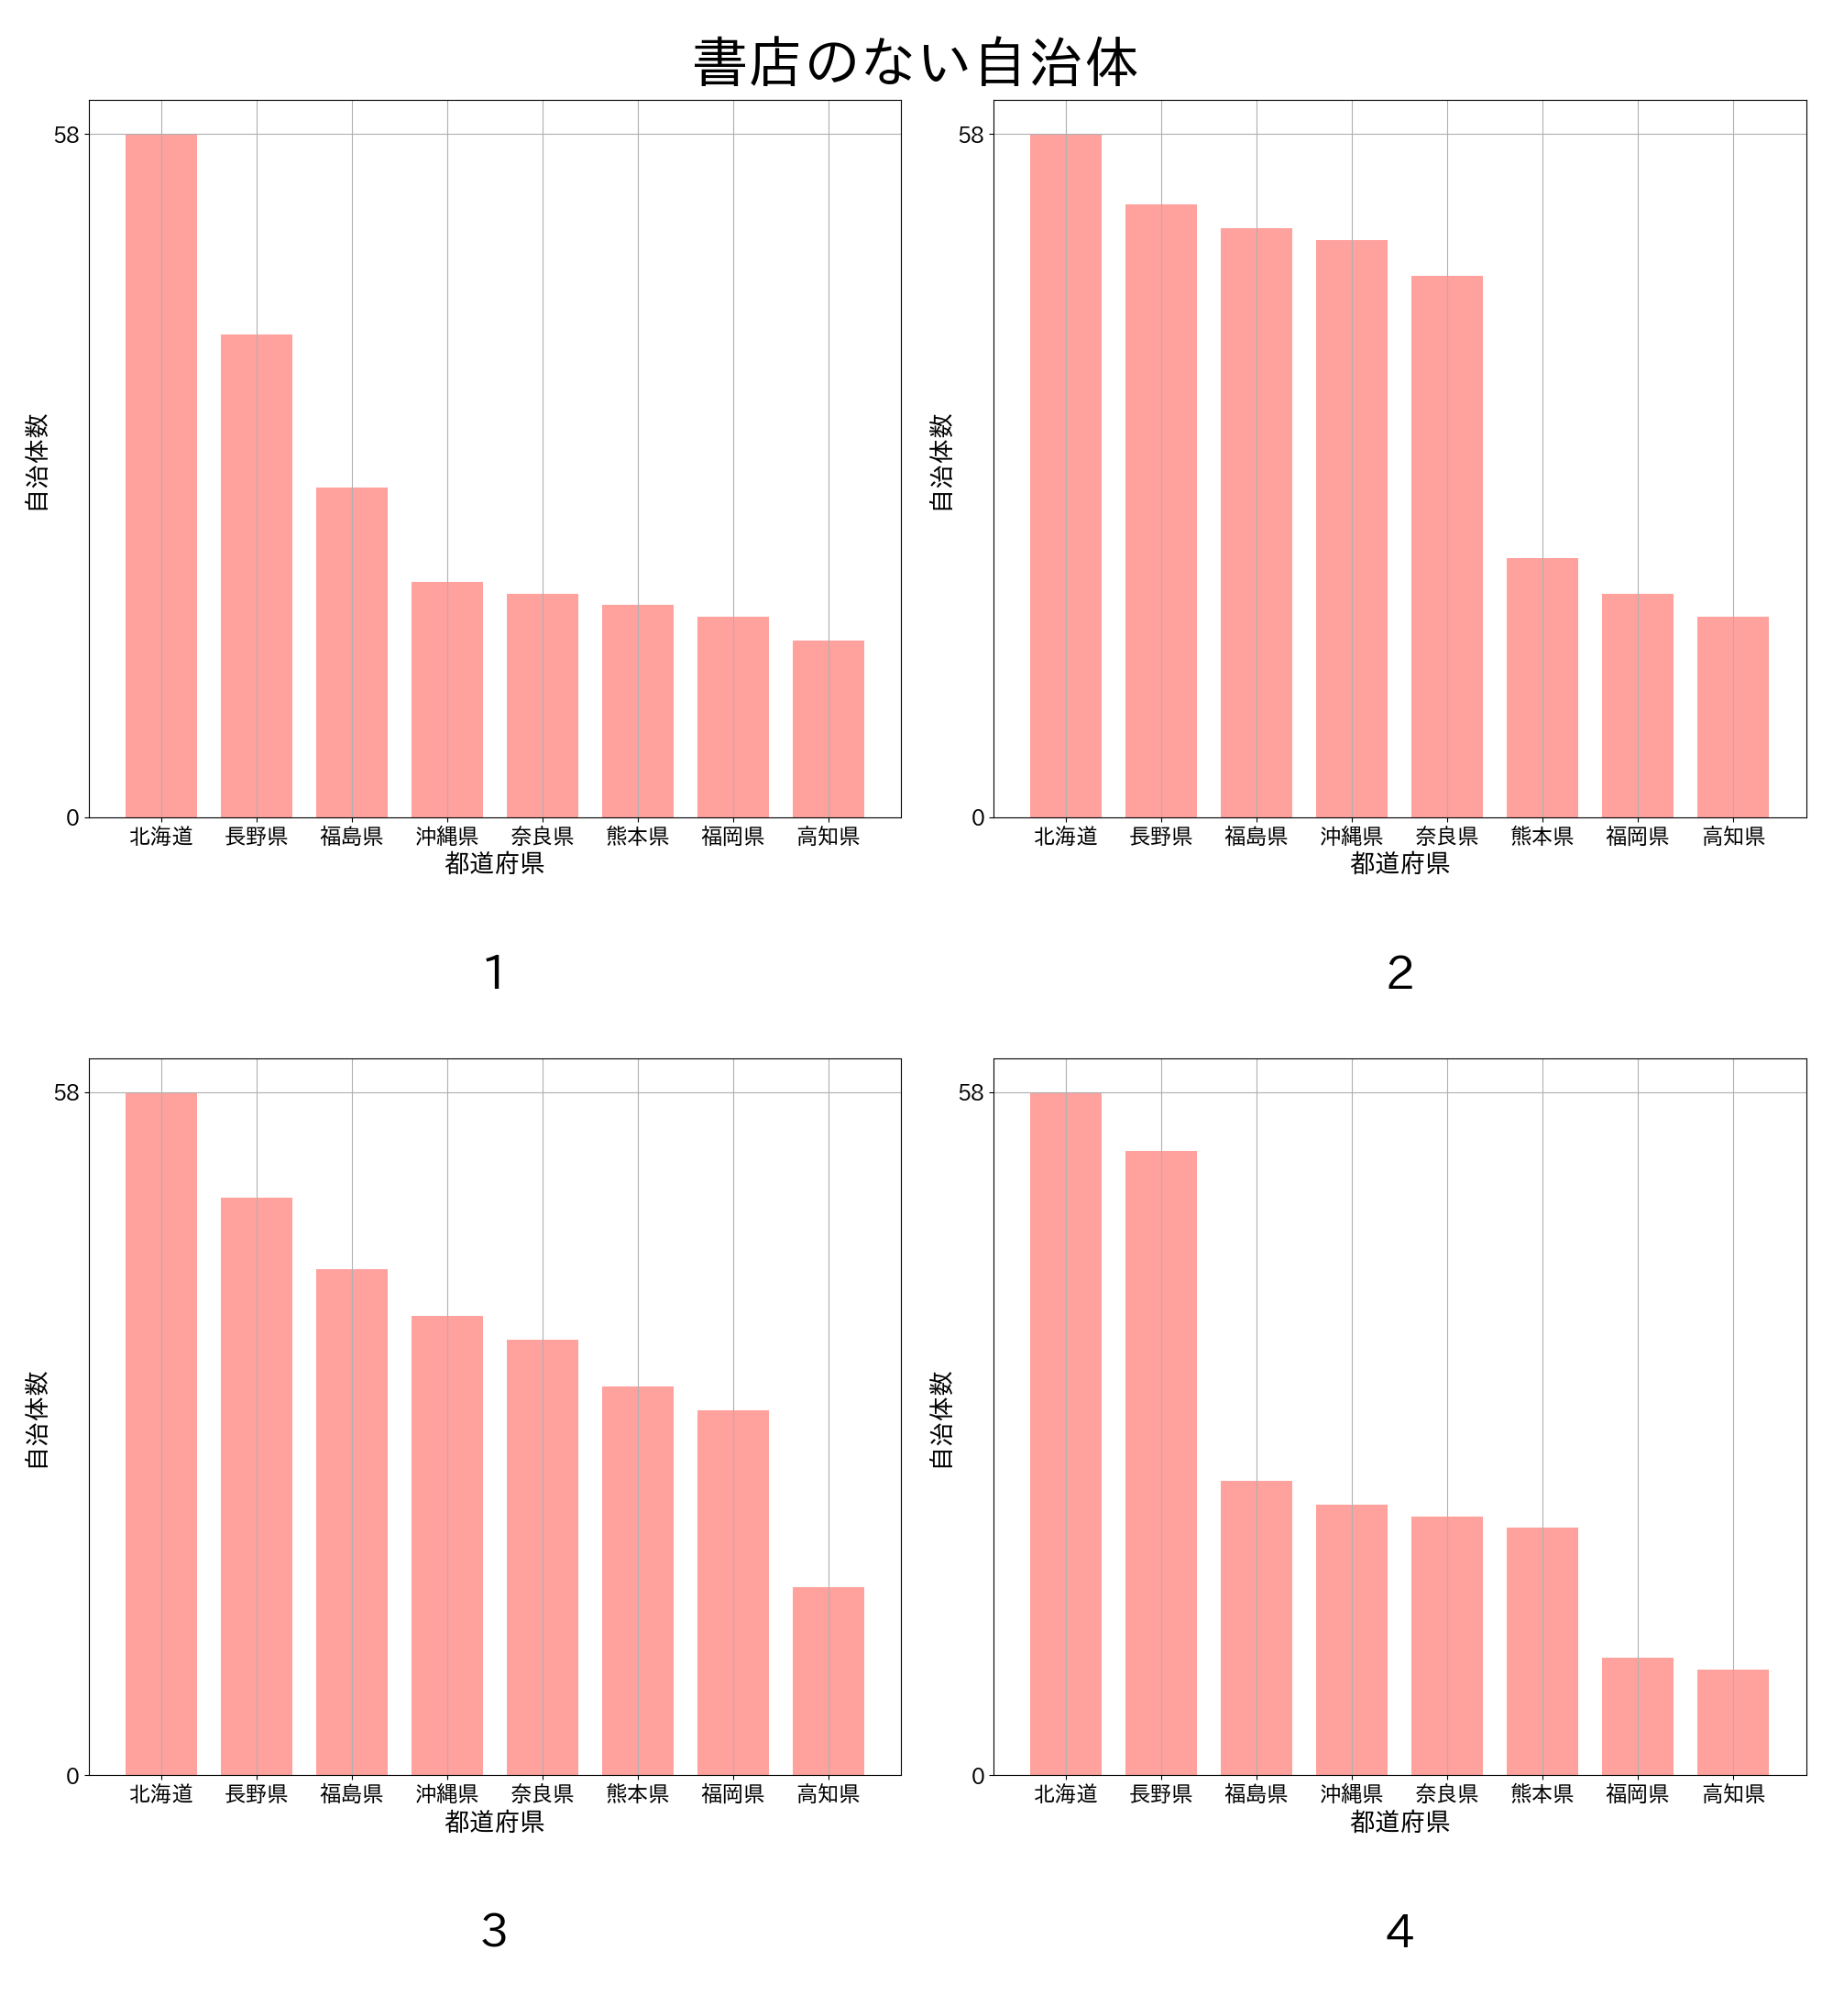 書店のない自治体
58
自治体数
0
北海道 長野県 福島県 沖縄県 奈良県 熊本県 福岡県 高知県
都道府県
1
58
自治体数
0
北海道 長野県 福島県 沖縄県 奈良県 熊本県 福岡県 高知県
都道府県
2
58
自治体数
0
北海道 長野県 福島県 沖縄県 奈良県 熊本県 福岡県 高知県
都道府県
3
58
自治体数
0
北海道 長野県 福島県 沖縄県 奈良県 熊本県 福岡県 高知県
都道府県
4